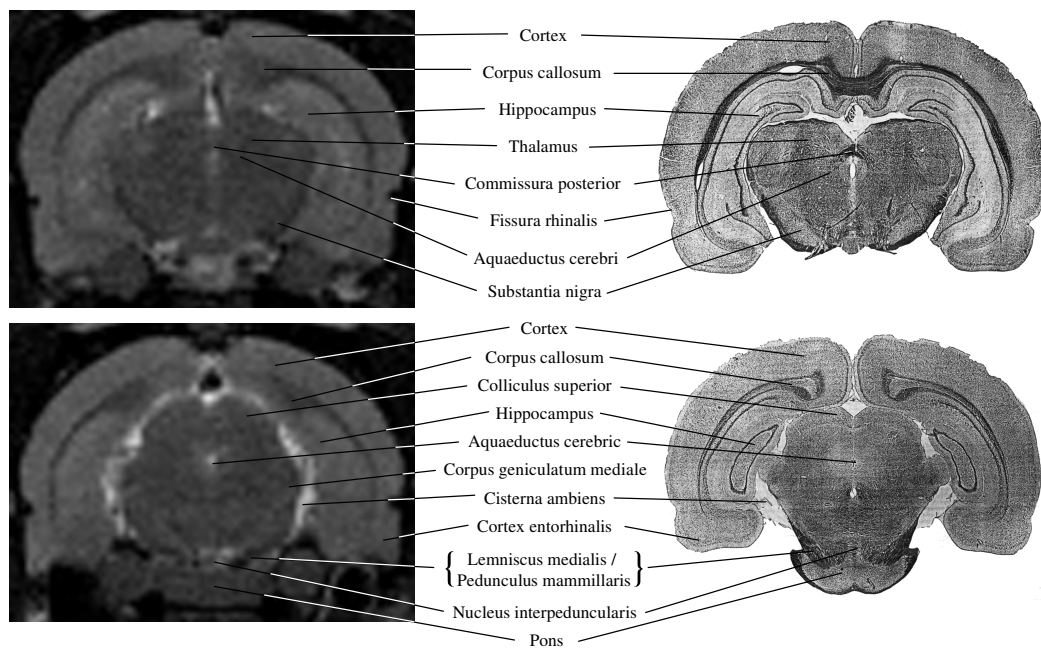 Cortex
Corpus callosum
Hippocampus
Thalamus
Commissura posterior
Fissura rhinalis
Aquaeductus cerebri
Substantia nigra
Cortex
Corpus callosum
Colliculus superior
Hippocampus
Aquaeductus cerebric
Corpus geniculatum mediale
Cisterna ambiens
Cortex entorhinalis
{ Lemniscus medialis /
Pedunculus mammillaris }
Nucleus interpeduncularis
Pons